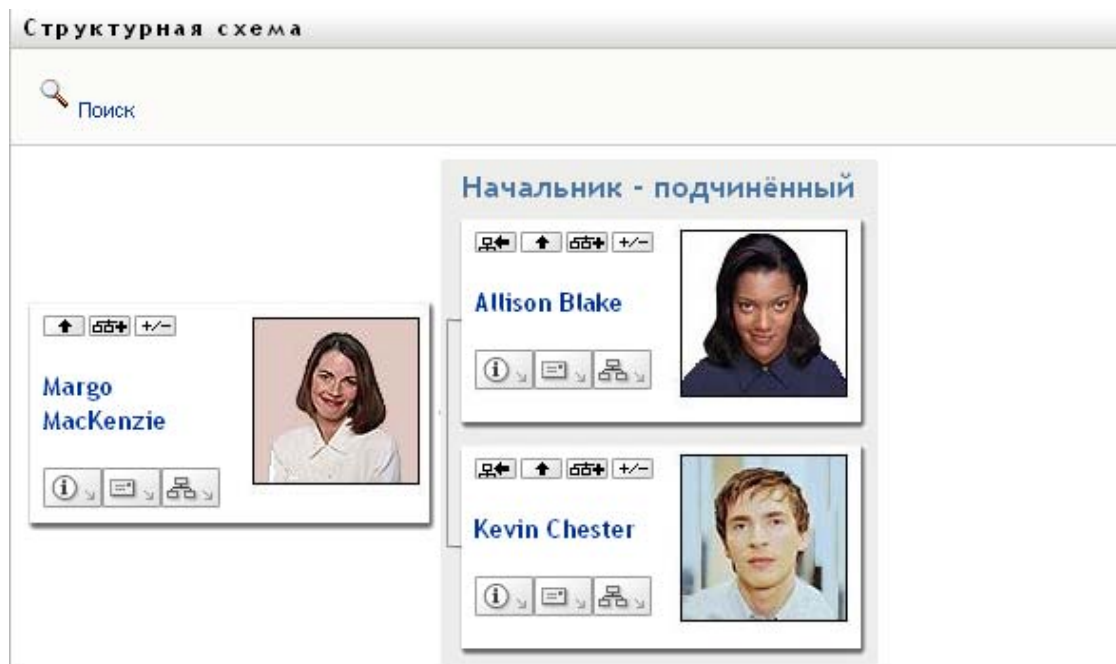 Структурная схема
Поиск
Начальник - подчинённый
+/-
Allison Blake
+/-
Margo
MacKenzie
+/-
Kevin Chester